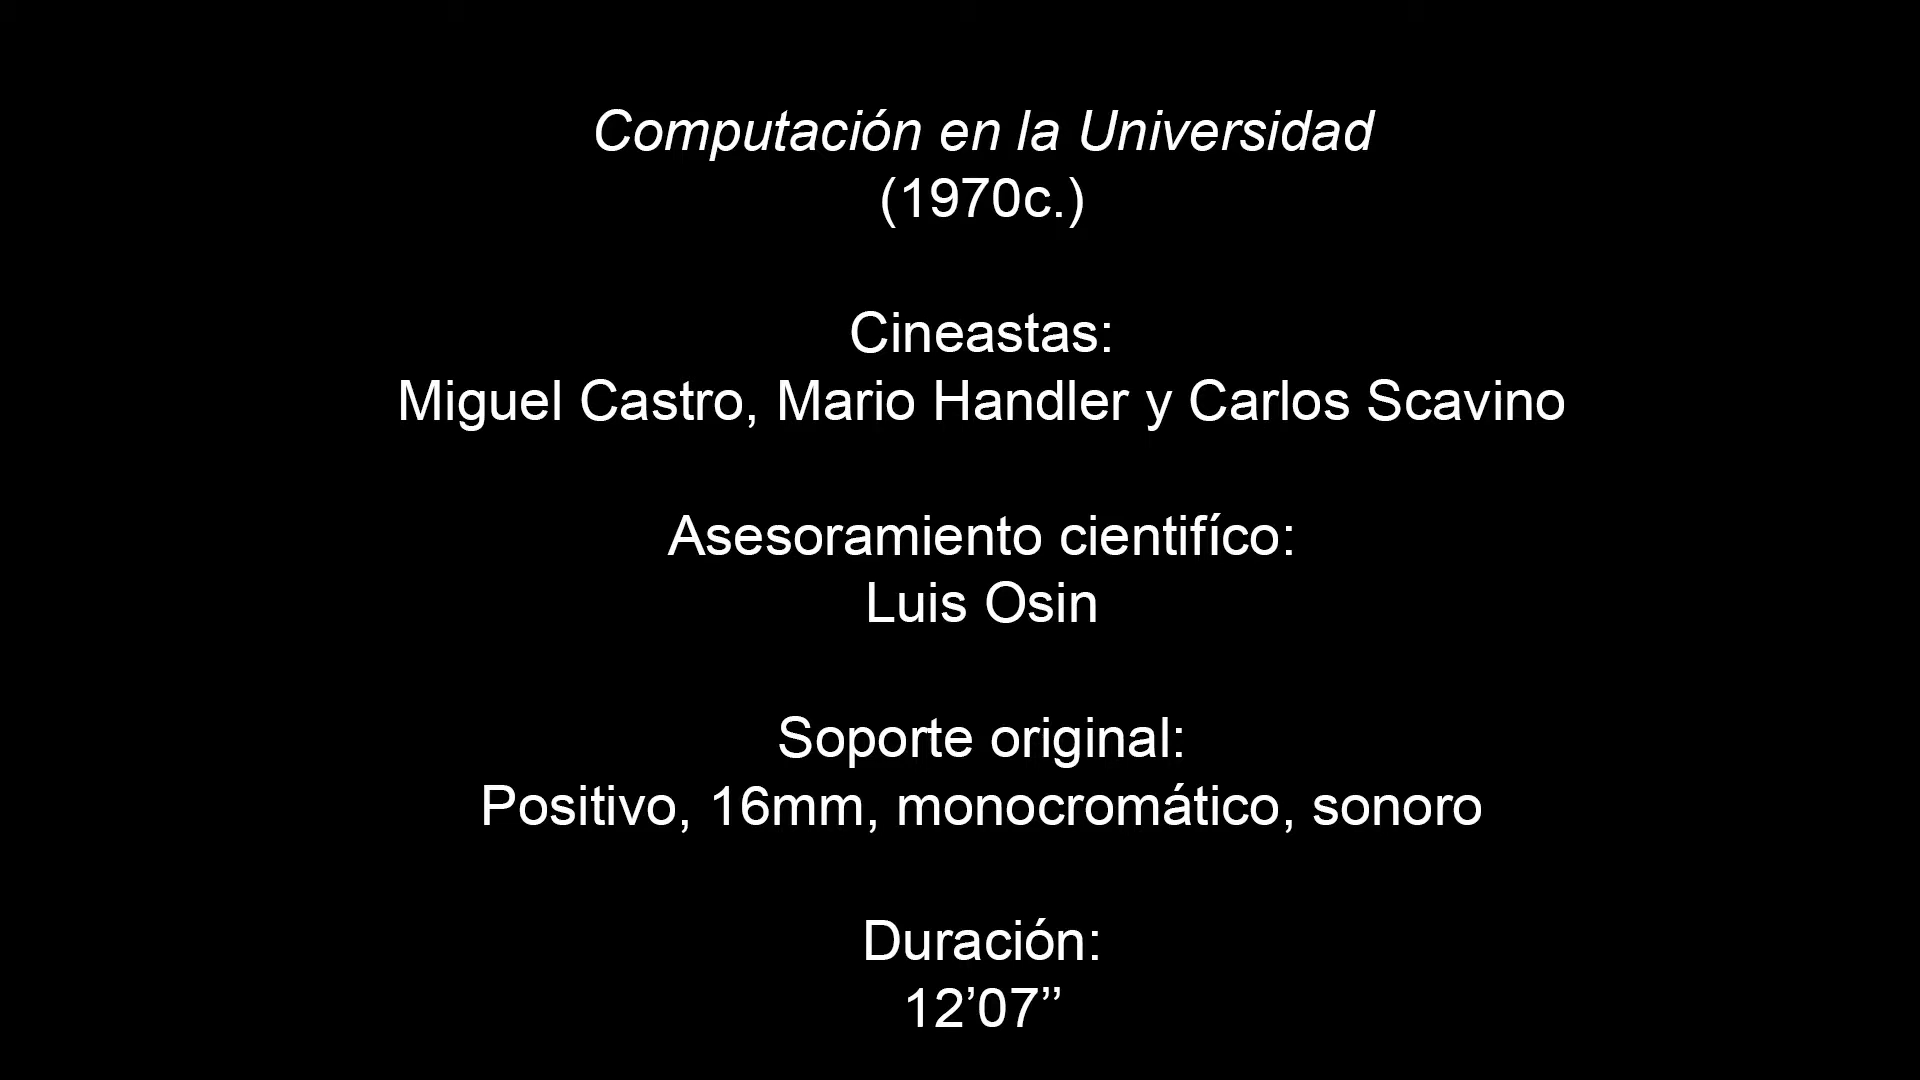 Computación en la Universidad
(1970c.)
Cineastas:
Miguel Castro, Mario Handler y Carlos Scavino
Asesoramiento cientifíco:
Luis Osin
Soporte original:
Positivo, 16mm, monocromático, sonoro
Duración:
12’07’’